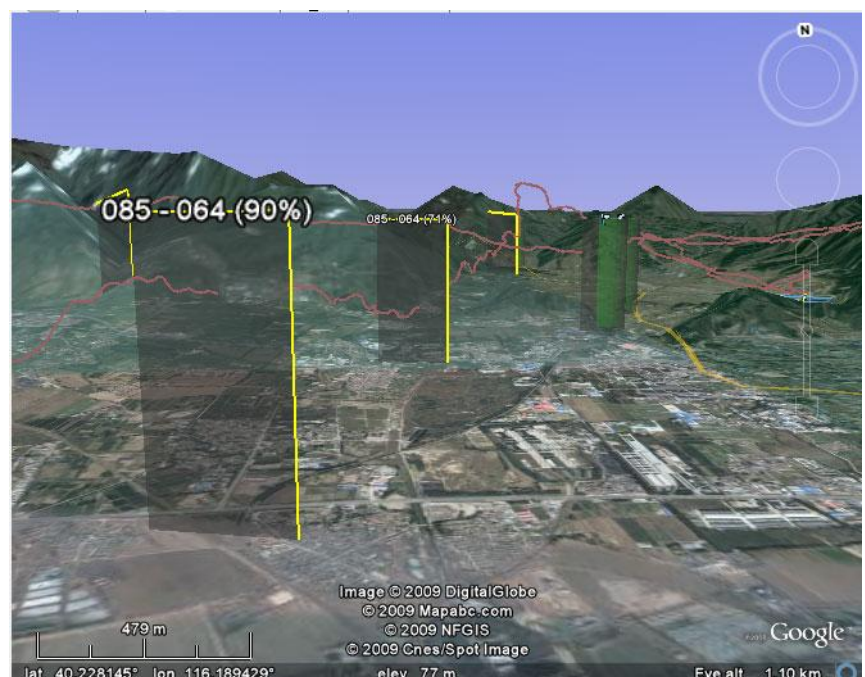 N
085 - 064 (90%)
085 - 064 (71%)
Image © 2009 DigitalGlobe
© 2009 Mapabc.com
© 2009 NFGIS
© 2009 Cnes/Spot Image
479 m
Google
lat 40.228145° lon 116.189429° elev 77 m Eye alt 1.10 km